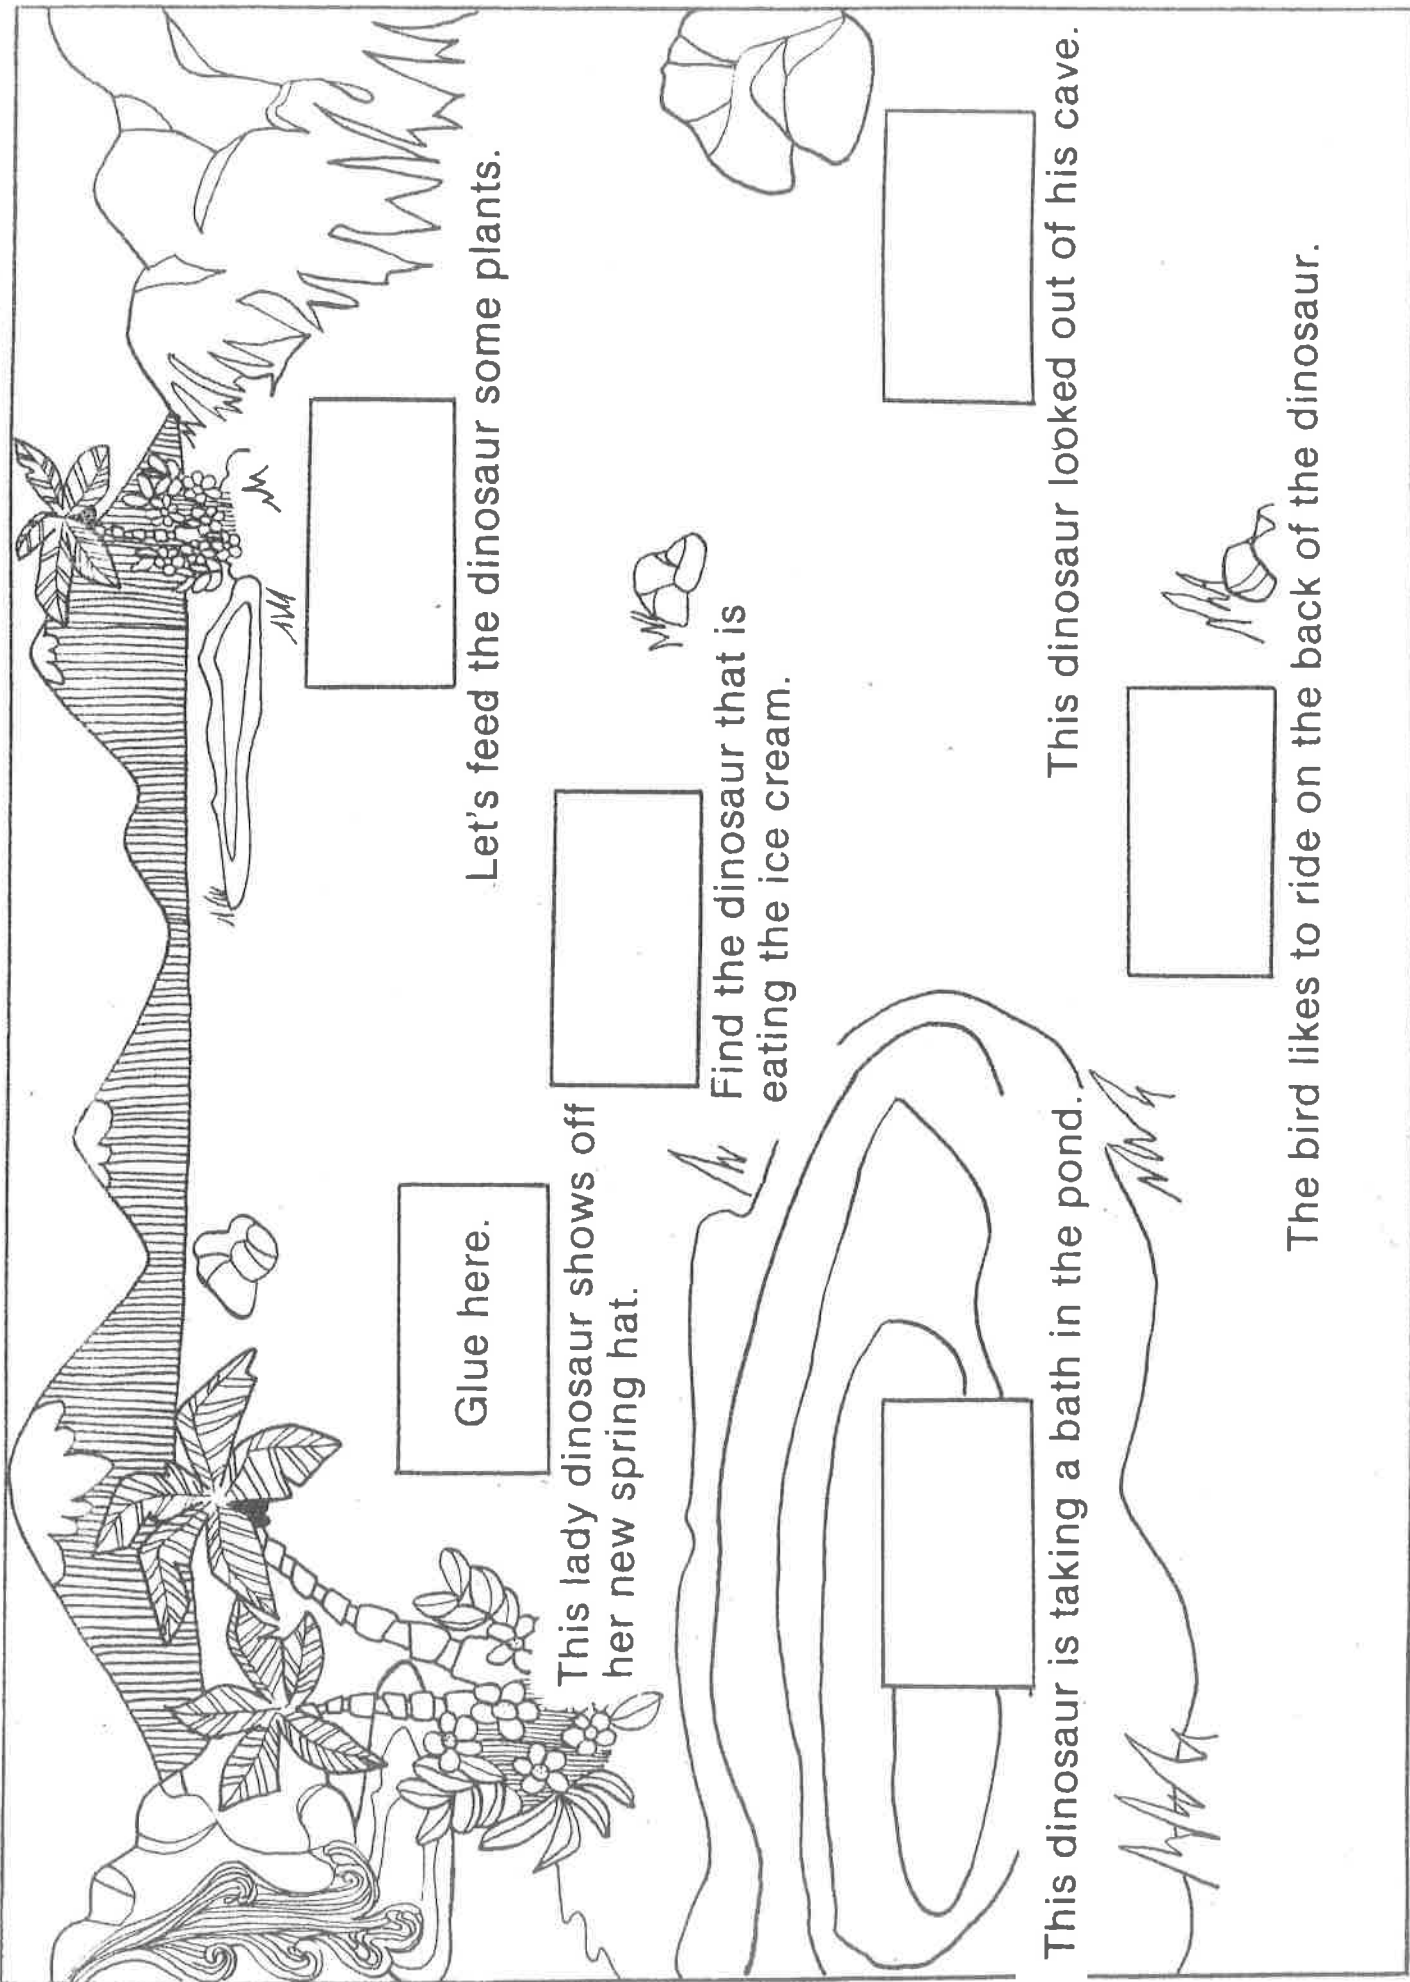 Glue here.
This lady dinosaur shows off
her new spring hat.
Let's feed the dinosaur some plants.
Find the dinosaur that is
eating the ice cream.
This dinosaur is taking a bath in the pond.
This dinosaur looked out of his cave.
The bird likes to ride on the back of the dinosaur.